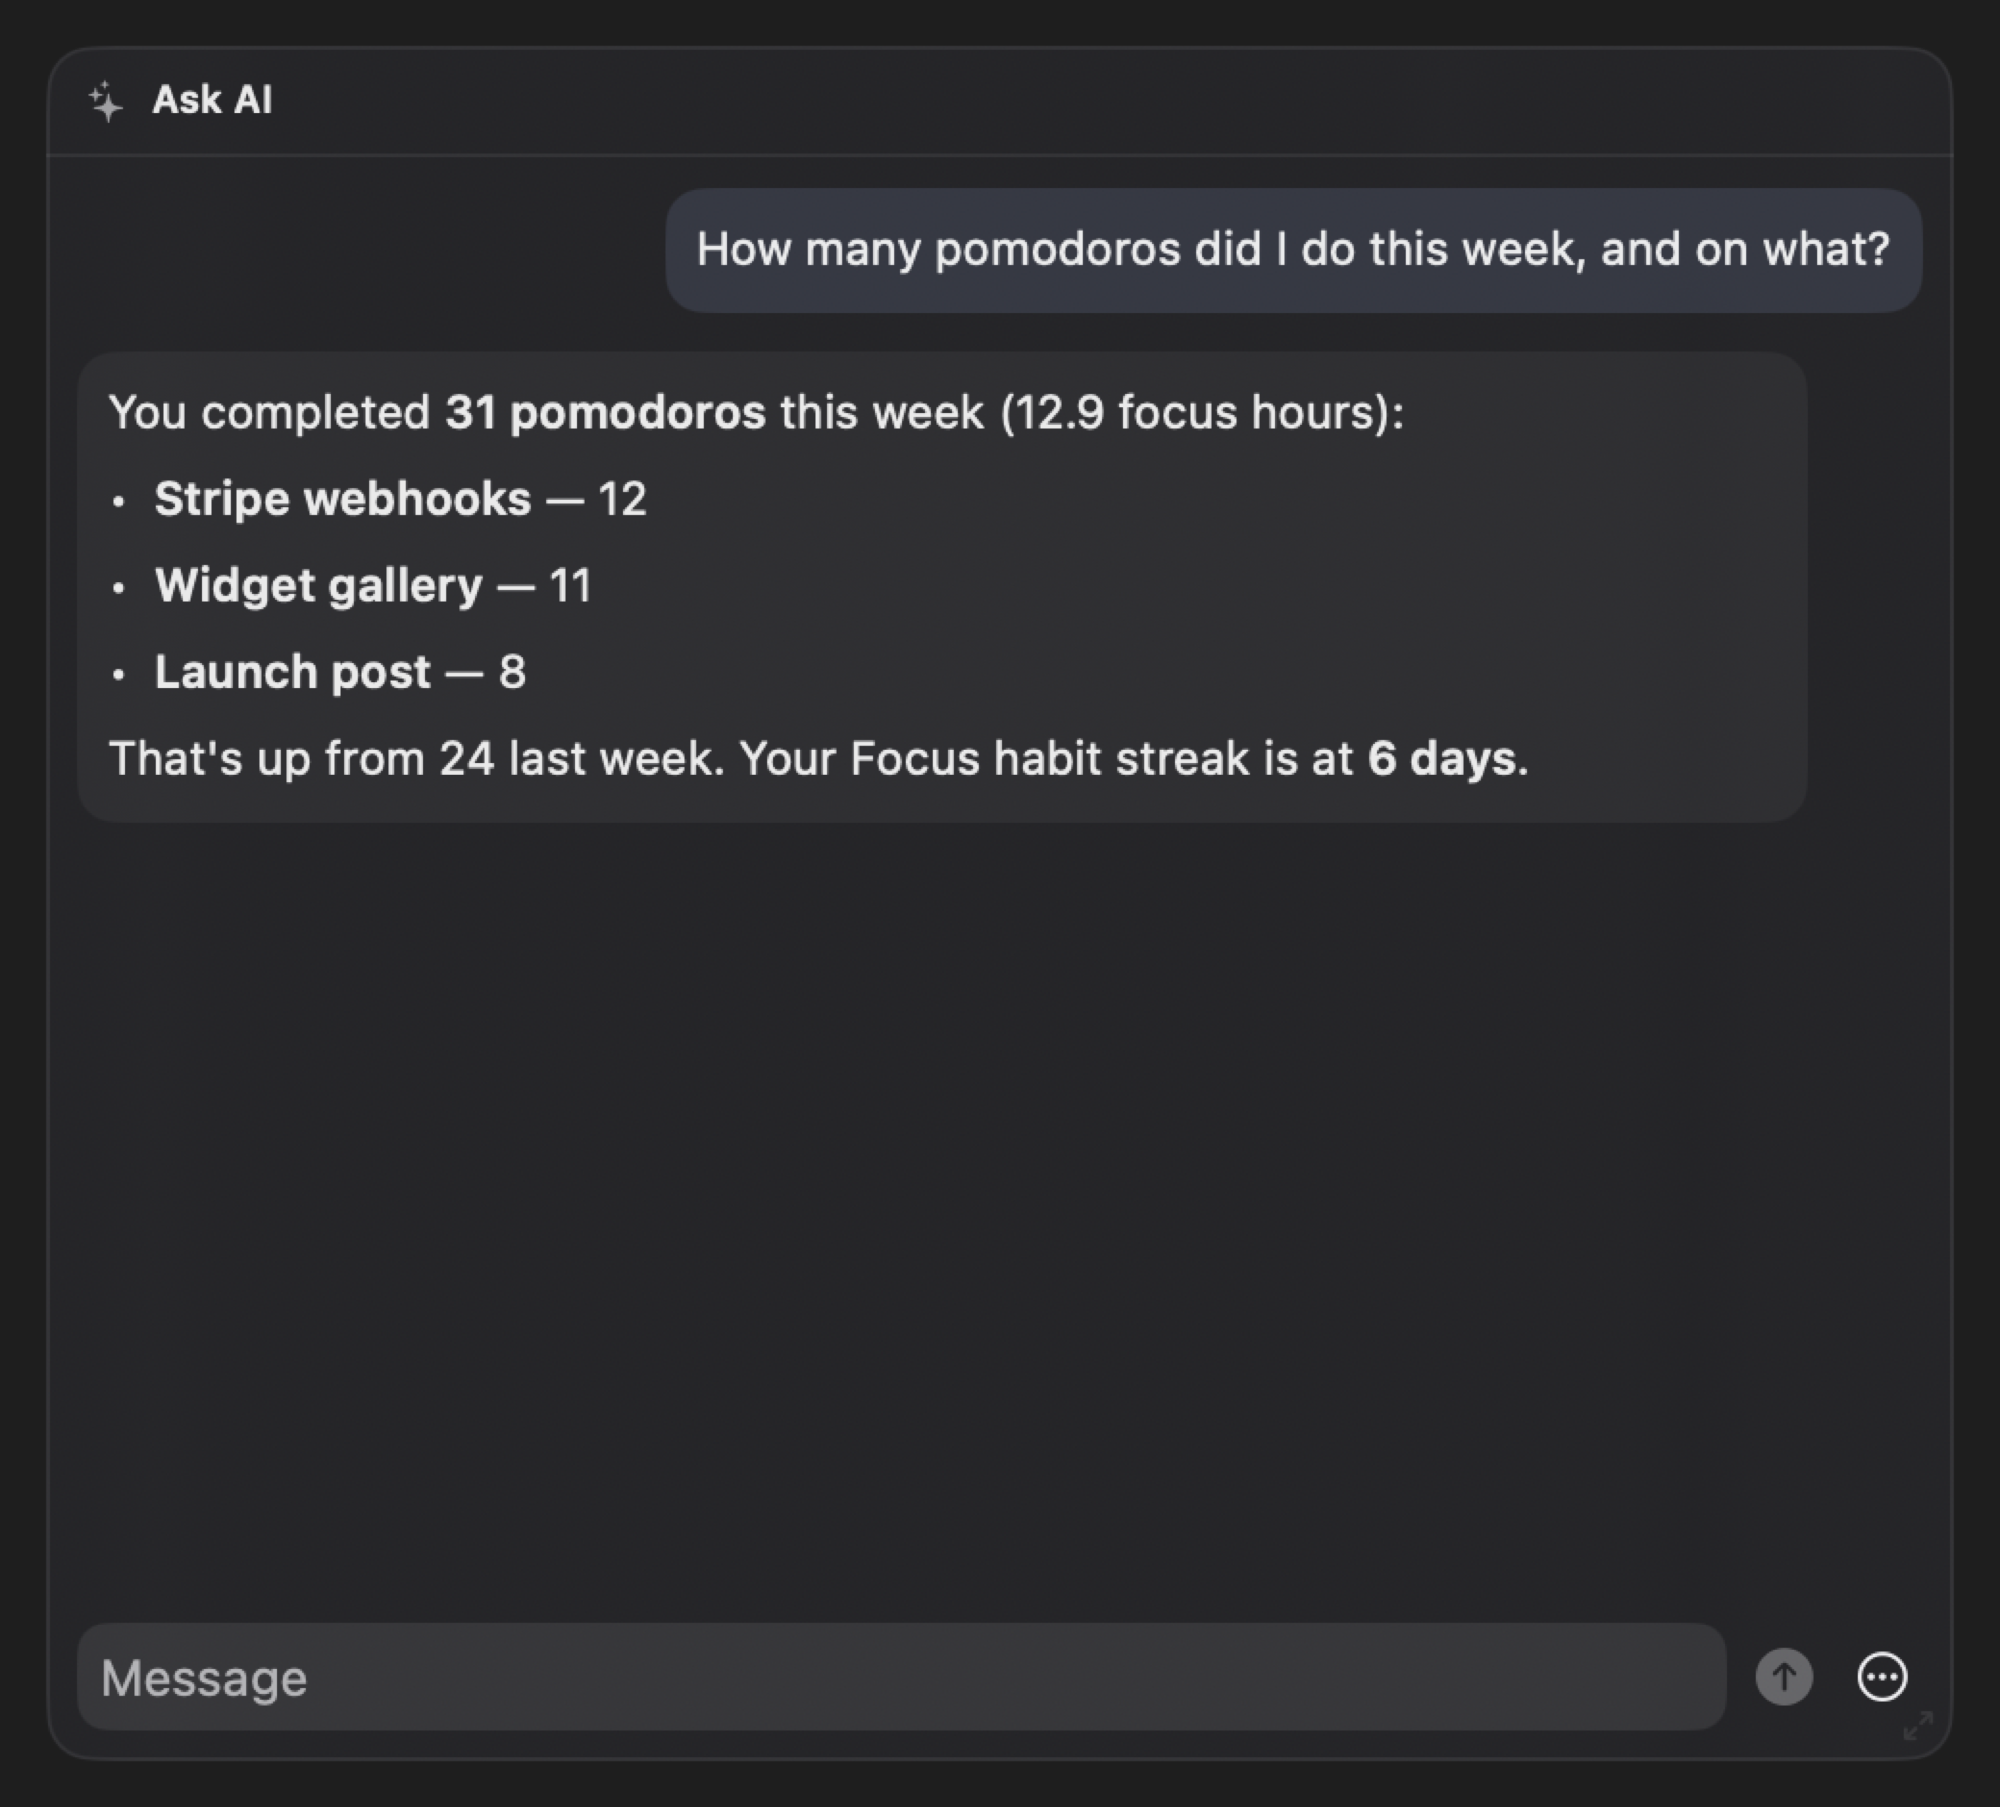 Ask AI
How many pomodoros did I do this week, and on what?
You completed 31 pomodoros this week (12.9 focus hours):
• Stripe webhooks — 12
• Widget gallery — 11
• Launch post — 8
That's up from 24 last week. Your Focus habit streak is at 6 days.
Message